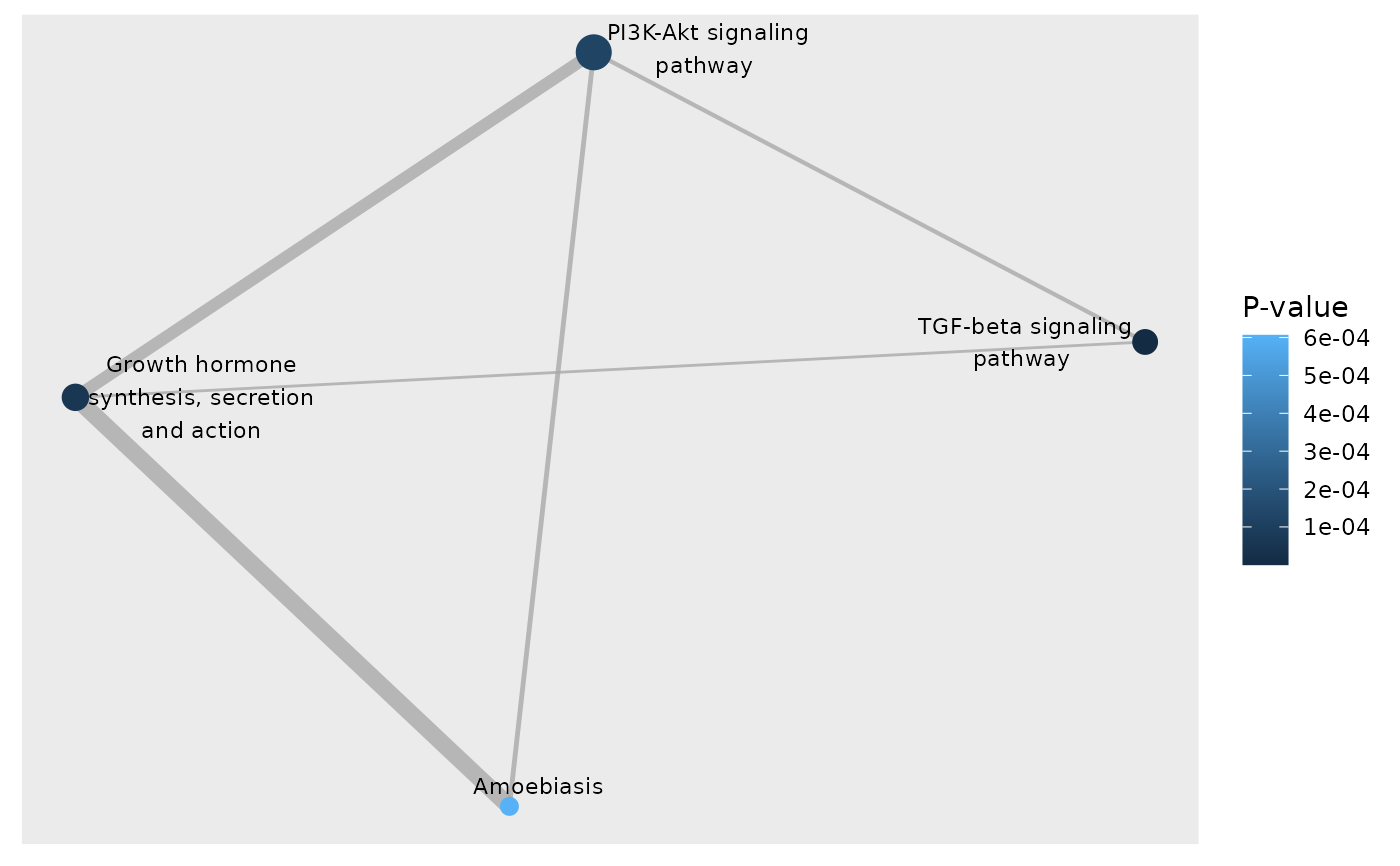 PI3K-Akt signaling
pathway
TGF-beta signaling
pathway
Growth hormone
synthesis, secretion
and action
Amoebiasis
P-value
6e-04
5e-04
4e-04
3e-04
2e-04
1e-04